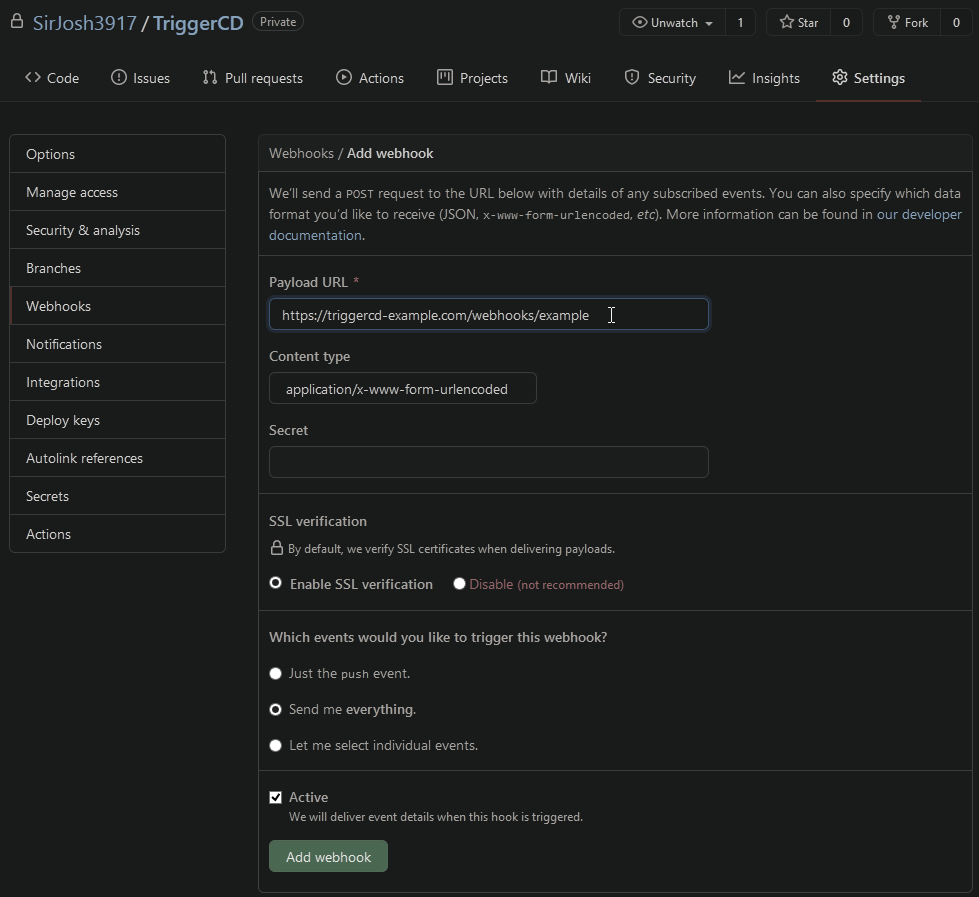 SirJosh3917 / TriggerCD Private Unwatch 1 Star 0 Fork 0
Code Issues Pull requests Actions Projects Wiki Security Insights Settings
Options
Manage access
Security & analysis
Branches
Webhooks
Notifications
Integrations
Deploy keys
Autolink references
Secrets
Actions
Webhooks / Add webhook
We'll send a POST request to the URL below with details of any subscribed events. You can also specify which data
format you'd like to receive (JSON, x-www-form-urlencoded, etc). More information can be found in our developer
documentation.
Payload URL *
https://triggercd-example.com/webhooks/example
Content type
application/x-www-form-urlencoded
Secret
SSL verification
By default, we verify SSL certificates when delivering payloads.
Enable SSL verification Disable (not recommended)
Which events would you like to trigger this webhook?
Just the push event.
Send me everything.
Let me select individual events.
Active
We will deliver event details when this hook is triggered.
Add webhook